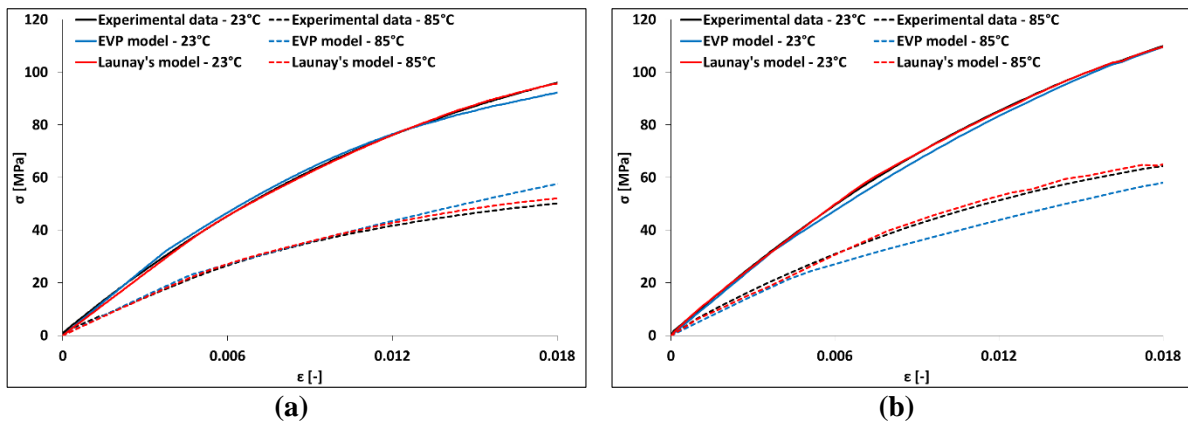 120
Experimental data - 23°C
Experimental data - 85°C
EVP model - 23°C
EVP model - 85°C
Launay's model - 23°C
Launay's model - 85°C
100
80
60
40
20
0
σ [MPa]
0
0.006
0.012
0.018
ε [-]
(a)
120
Experimental data - 23°C
Experimental data - 85°C
EVP model - 23°C
EVP model - 85°C
Launay's model - 23°C
Launay's model - 85°C
100
80
60
40
20
0
σ [MPa]
0
0.006
0.012
0.018
ε [-]
(b)